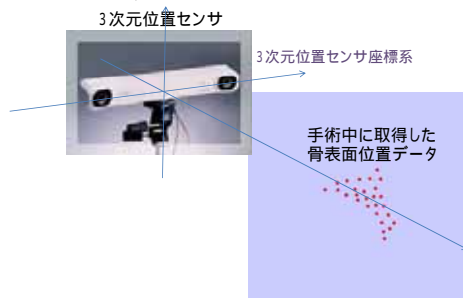 3次元位置センサ
3次元位置センサ座標系
手術中に取得した
骨表面位置データ